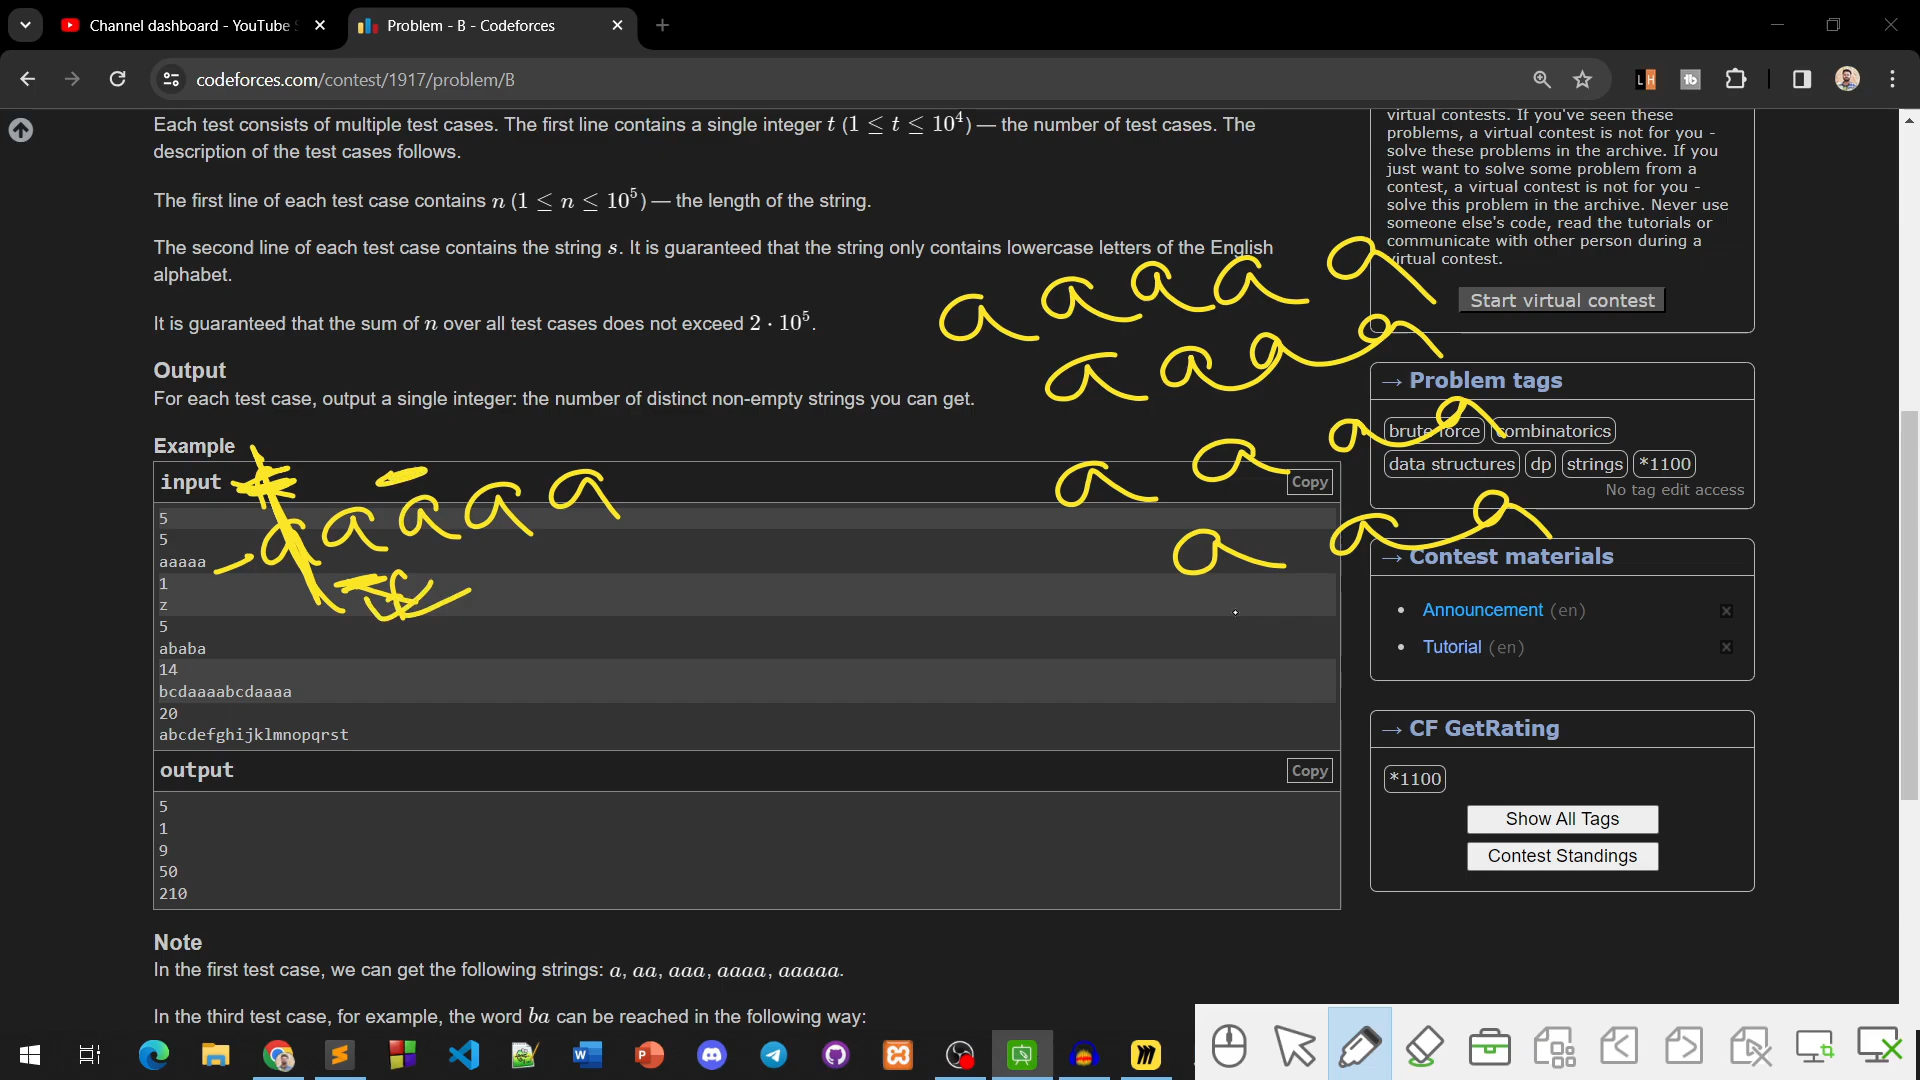 Channel dashboard - YouTube
Problem - B - Codeforces
codeforces.com/contest/1917/problem/B
Each test consists of multiple test cases. The first line contains a single integer t (1 ≤ t ≤ 10^4) — the number of test cases. The
description of the test cases follows.
The first line of each test case contains n (1 ≤ n ≤ 10^5) — the length of the string.
The second line of each test case contains the string s. It is guaranteed that the string only contains lowercase letters of the English
alphabet.
It is guaranteed that the sum of n over all test cases does not exceed 2 · 10^5.
Output
For each test case, output a single integer: the number of distinct non-empty strings you can get.
Example
input
Copy
5
5
aaaaa
1
z
5
ababa
14
bcdaaaabcdaaaa
20
abcdefghijklmnopqrst
output
Copy
5
1
9
50
210
Note
In the first test case, we can get the following strings: a, aa, aaa, aaaa, aaaaa.
In the third test case, for example, the word ba can be reached in the following way:
a a a a a
a a a a a
a a a a
a a a a
a a a
virtual contests. If you've seen these
problems, a virtual contest is not for you -
solve these problems in the archive. If you
just want to solve some problem from a
contest, a virtual contest is not for you -
solve this problem in the archive. Never use
someone else's code, read the tutorials or
communicate with other person during a
virtual contest.
Start virtual contest
→ Problem tags
brute force combinatorics
data structures dp strings *1100
No tag edit access
→ Contest materials
Announcement (en)
Tutorial (en)
→ CF GetRating
*1100
Show All Tags
Contest Standings